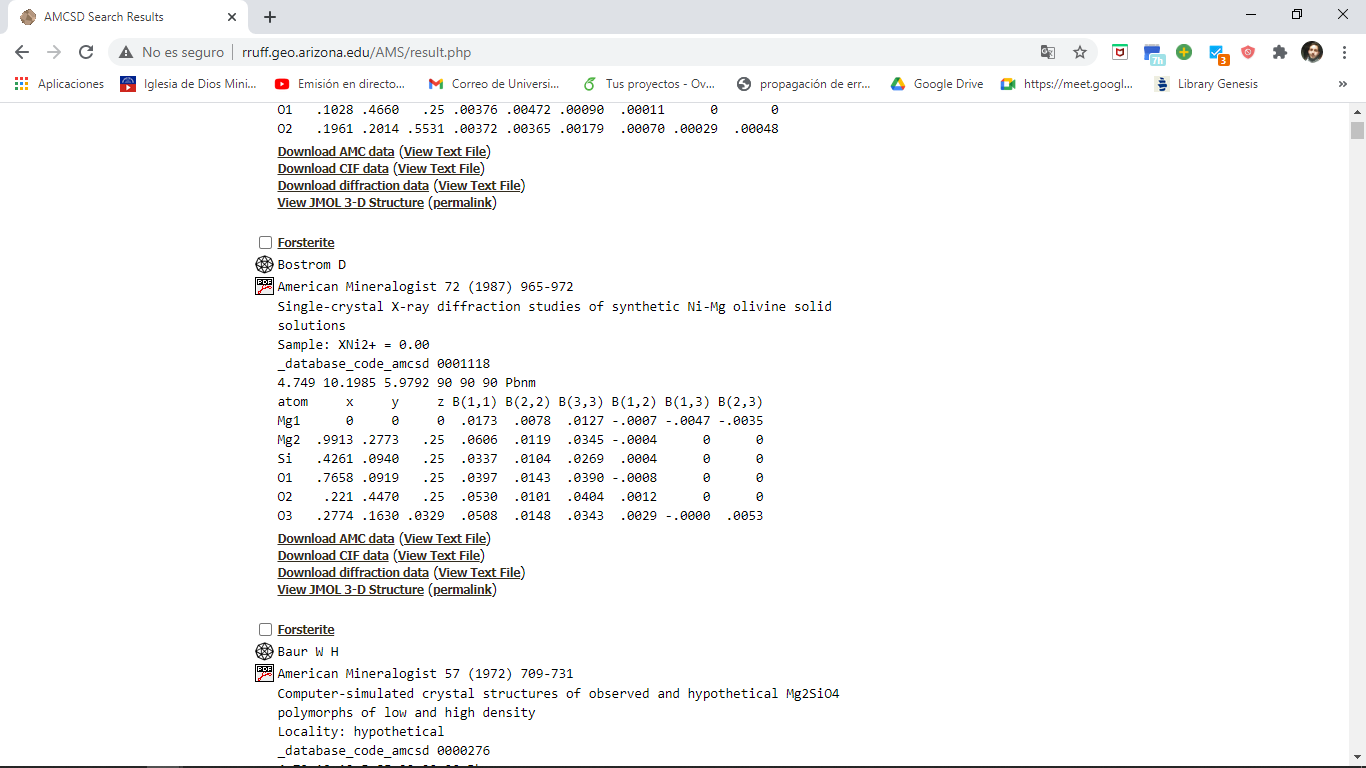 AMCSD Search Results
No es seguro | rruff.geo.arizona.edu/AMS/result.php
7h 3
Aplicaciones Iglesia de Dios Mini... Emisión en directo... Correo de Universi... Tus proyectos - Ov... propagación de err... Google Drive https://meet.googl... Library Genesis »
O1 .1028 .4660 .25 .00376 .00472 .00090 .00011 0 0
O2 .1961 .2014 .5531 .00372 .00365 .00179 .00070 .00029 .00048
Download AMC data (View Text File)
Download CIF data (View Text File)
Download diffraction data (View Text File)
View JMOL 3-D Structure (permalink)
Forsterite
Bostrom D
PDF American Mineralogist 72 (1987) 965-972
Single-crystal X-ray diffraction studies of synthetic Ni-Mg olivine solid
solutions
Sample: XNi2+ = 0.00
_database_code_amcsd 0001118
4.749 10.1985 5.9792 90 90 90 Pbnm
atom x y z B(1,1) B(2,2) B(3,3) B(1,2) B(1,3) B(2,3)
Mg1 0 0 0 .0173 .0078 .0127 -.0007 -.0047 -.0035
Mg2 .9913 .2773 .25 .0606 .0119 .0345 -.0004 0 0
Si .4261 .0940 .25 .0337 .0104 .0269 .0004 0 0
O1 .7658 .0919 .25 .0397 .0143 .0390 -.0008 0 0
O2 .221 .4470 .25 .0530 .0101 .0404 .0012 0 0
O3 .2774 .1630 .0329 .0508 .0148 .0343 .0029 -.0000 .0053
Download AMC data (View Text File)
Download CIF data (View Text File)
Download diffraction data (View Text File)
View JMOL 3-D Structure (permalink)
Forsterite
Baur W H
PDF American Mineralogist 57 (1972) 709-731
Computer-simulated crystal structures of observed and hypothetical Mg2SiO4
polymorphs of low and high density
Locality: hypothetical
_database_code_amcsd 0000276